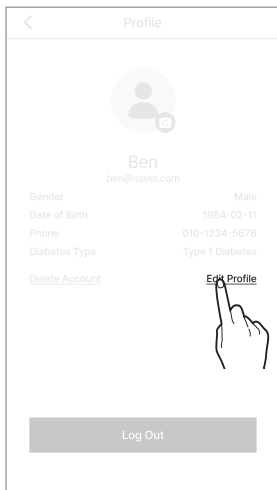 Profile
Ben
ben@naver.com
Gender Male
Date of Birth 1984-02-11
Phone 010-1234-5678
Diabetes Type Type 1 Diabetes
Delete Account Edit Profile
Log Out